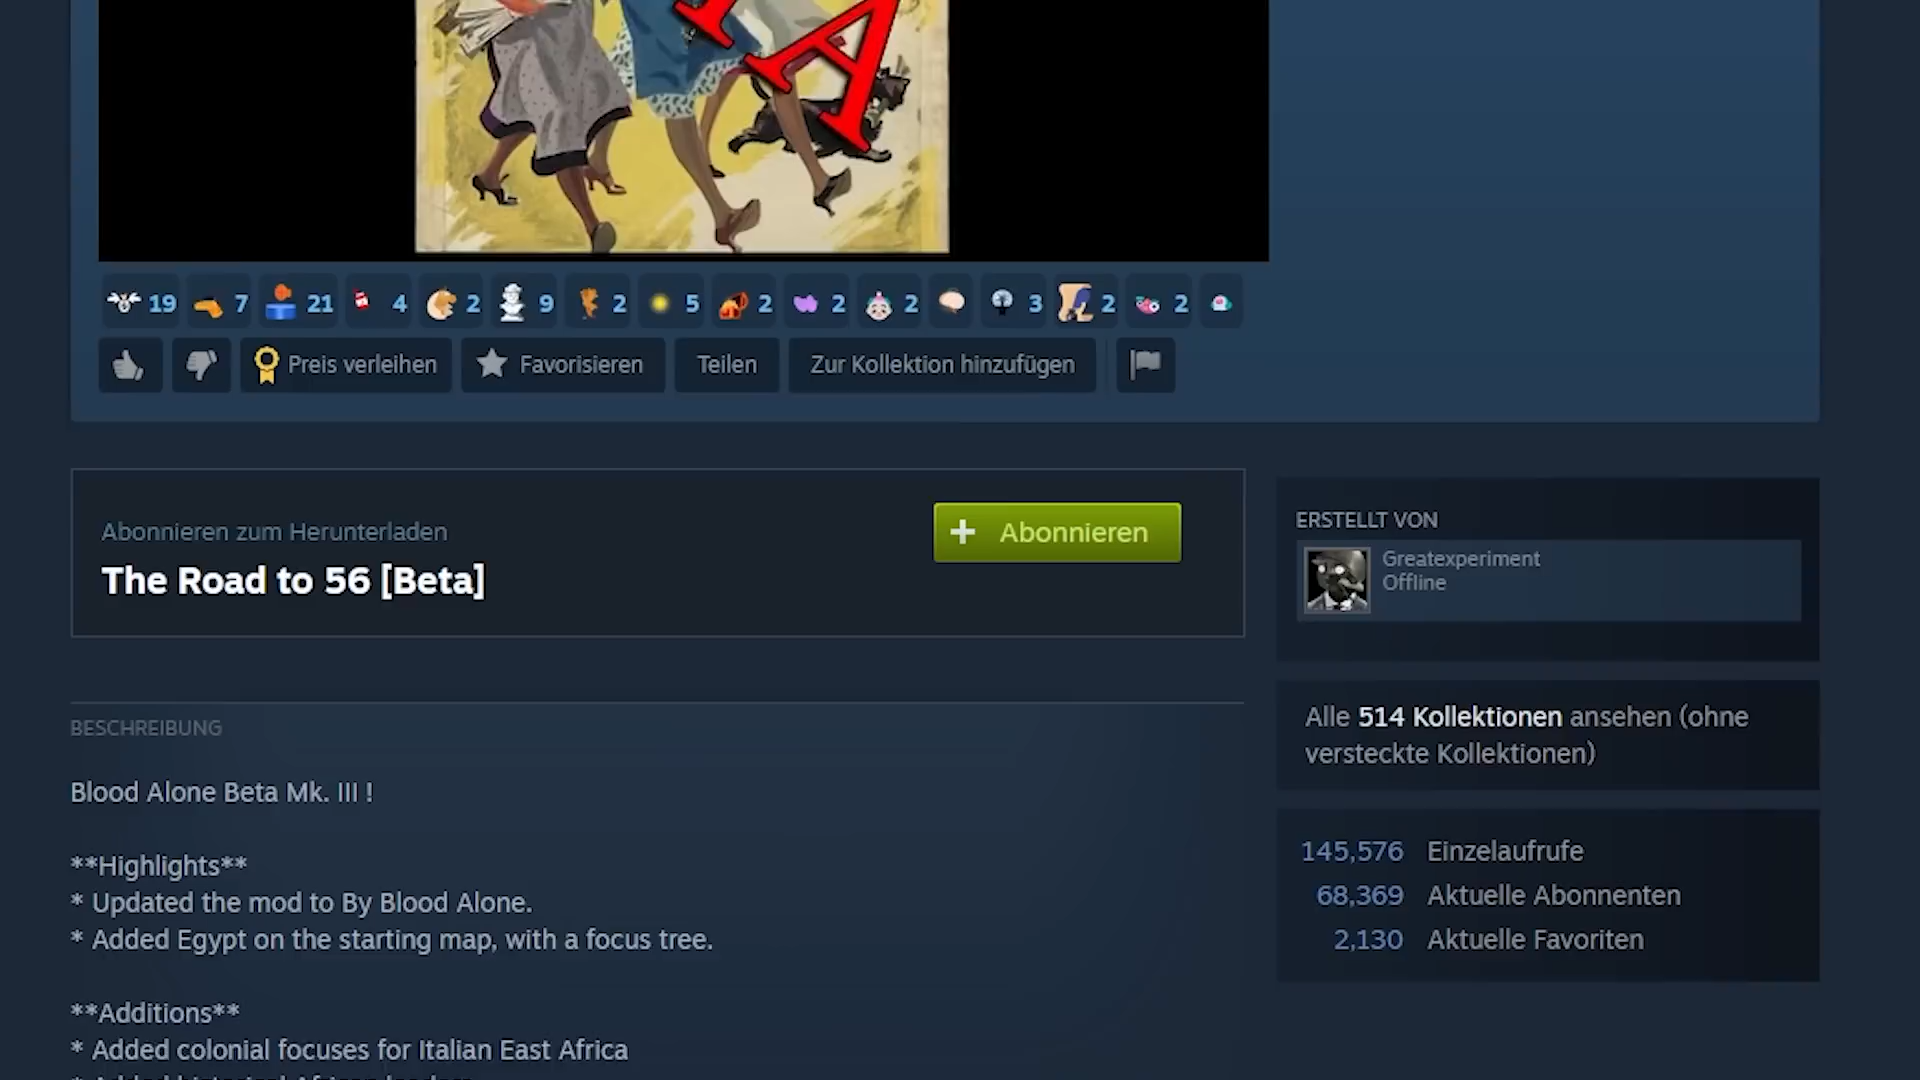 TA
19 7 21 4 2 9 2 5 2 2 2 3 2 2
Preis verleihen
Favorisieren
Teilen
Zur Kollektion hinzufügen
Abonnieren zum Herunterladen
The Road to 56 [Beta]
+ Abonnieren
ERSTELLT VON
Greatexperiment
Offline
Alle 514 Kollektionen ansehen (ohne
versteckte Kollektionen)
145,576 Einzelaufrufe
68,369 Aktuelle Abonnenten
2,130 Aktuelle Favoriten
BESCHREIBUNG
Blood Alone Beta Mk. III !
**Highlights**
* Updated the mod to By Blood Alone.
* Added Egypt on the starting map, with a focus tree.
**Additions**
* Added colonial focuses for Italian East Africa